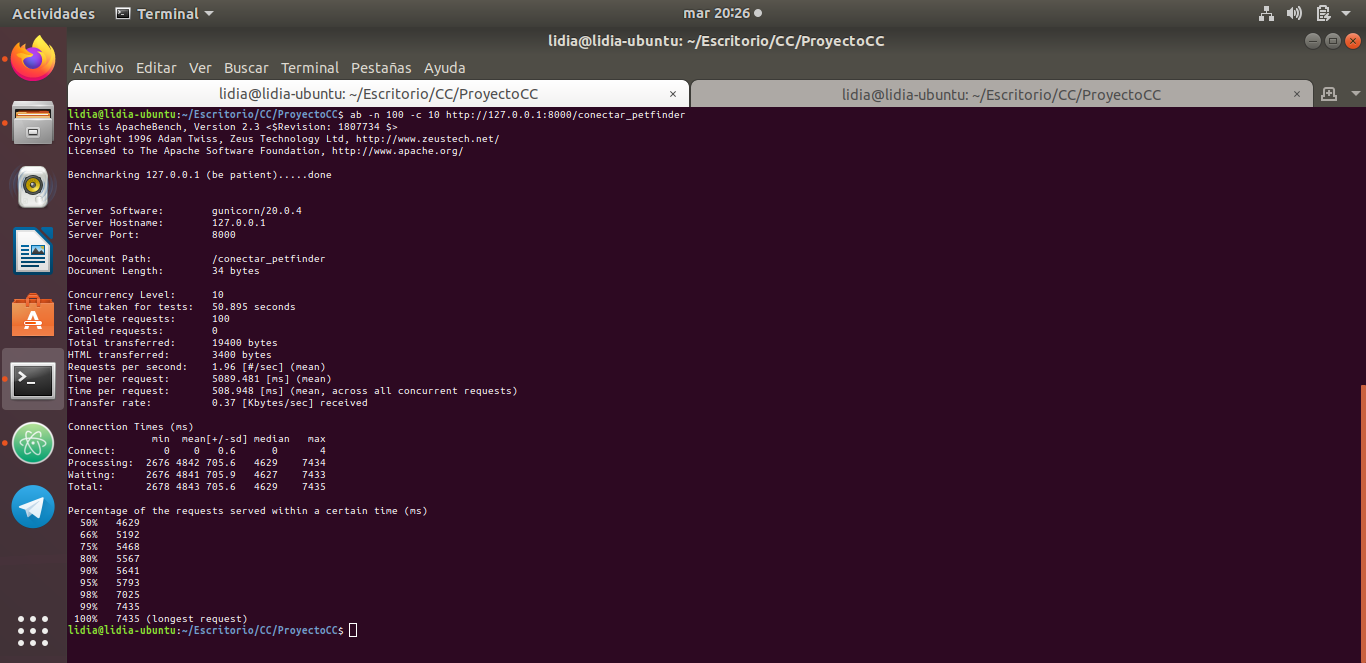 Actividades Terminal mar 20:26
lidia@lidia-ubuntu: ~/Escritorio/CC/ProyectoCC
Archivo Editar Ver Buscar Terminal Pestañas Ayuda
lidia@lidia-ubuntu: ~/Escritorio/CC/ProyectoCC × lidia@lidia-ubuntu: ~/Escritorio/CC/ProyectoCC ×
lidia@lidia-ubuntu:~/Escritorio/CC/ProyectoCC$ ab -n 100 -c 10 http://127.0.0.1:8000/conectar_petfinder
This is ApacheBench, Version 2.3 <$Revision: 1807734 $>
Copyright 1996 Adam Twiss, Zeus Technology Ltd, http://www.zeustech.net/
Licensed to The Apache Software Foundation, http://www.apache.org/
Benchmarking 127.0.0.1 (be patient).....done
Server Software:        gunicorn/20.0.4
Server Hostname:        127.0.0.1
Server Port:            8000
Document Path:          /conectar_petfinder
Document Length:        34 bytes
Concurrency Level:      10
Time taken for tests:   50.895 seconds
Complete requests:      100
Failed requests:        0
Total transferred:      19400 bytes
HTML transferred:       3400 bytes
Requests per second:    1.96 [#/sec] (mean)
Time per request:       5089.481 [ms] (mean)
Time per request:       508.948 [ms] (mean, across all concurrent requests)
Transfer rate:          0.37 [Kbytes/sec] received
Connection Times (ms)
              min  mean[+/-sd] median   max
Connect:        0    0   0.6      0       4
Processing:  2676 4842 705.6   4629    7434
Waiting:     2676 4841 705.9   4627    7433
Total:       2678 4843 705.6   4629    7435
Percentage of the requests served within a certain time (ms)
  50%   4629
  66%   5192
  75%   5468
  80%   5567
  90%   5641
  95%   5793
  98%   7025
  99%   7435
 100%   7435 (longest request)
lidia@lidia-ubuntu:~/Escritorio/CC/ProyectoCC$